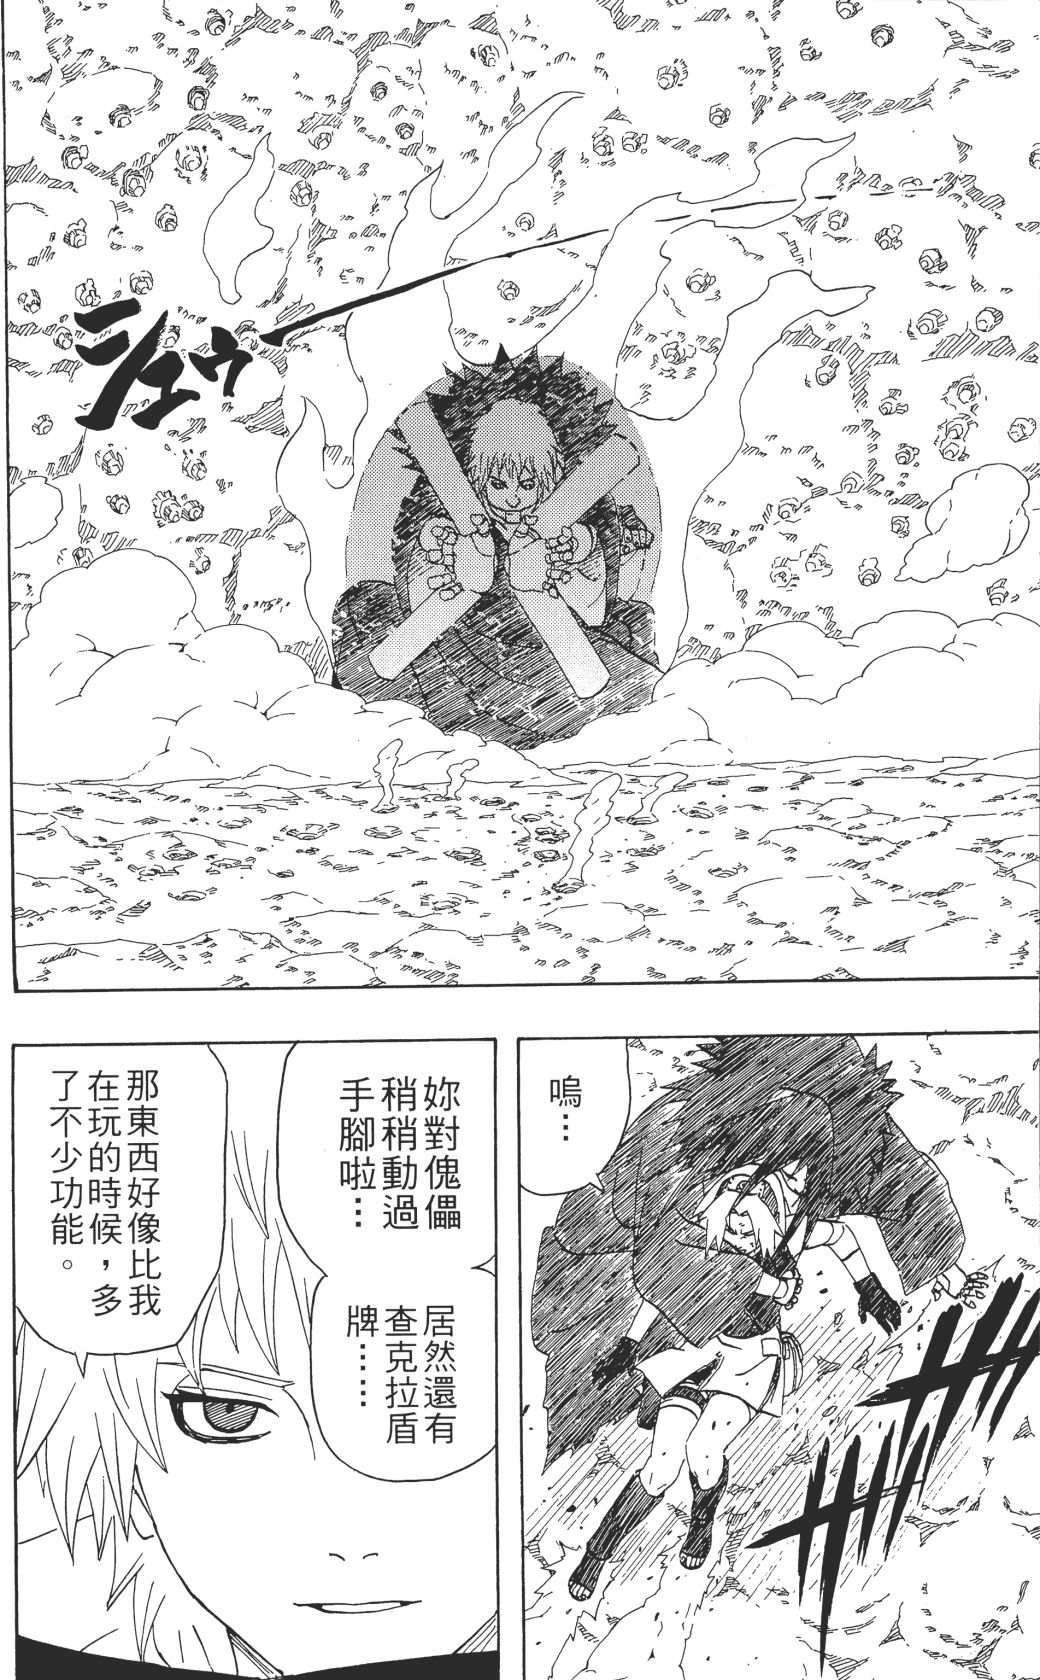 シュウー
嗚…
妳對傀儡
稍稍動過
手腳啦…
居然還有
查克拉盾
牌……
那東西好像比我
在玩的時候，多
了不少功能。